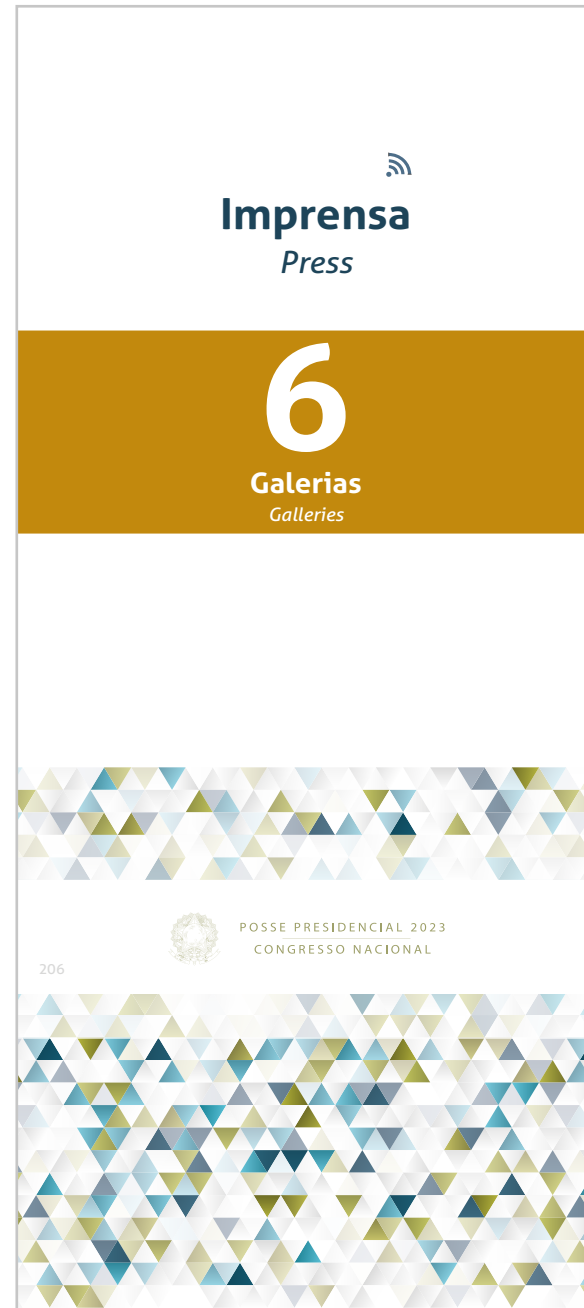 Imprensa
Press
6
Galerias
Galleries
POSSE PRESIDENCIAL 2023
CONGRESSO NACIONAL
206